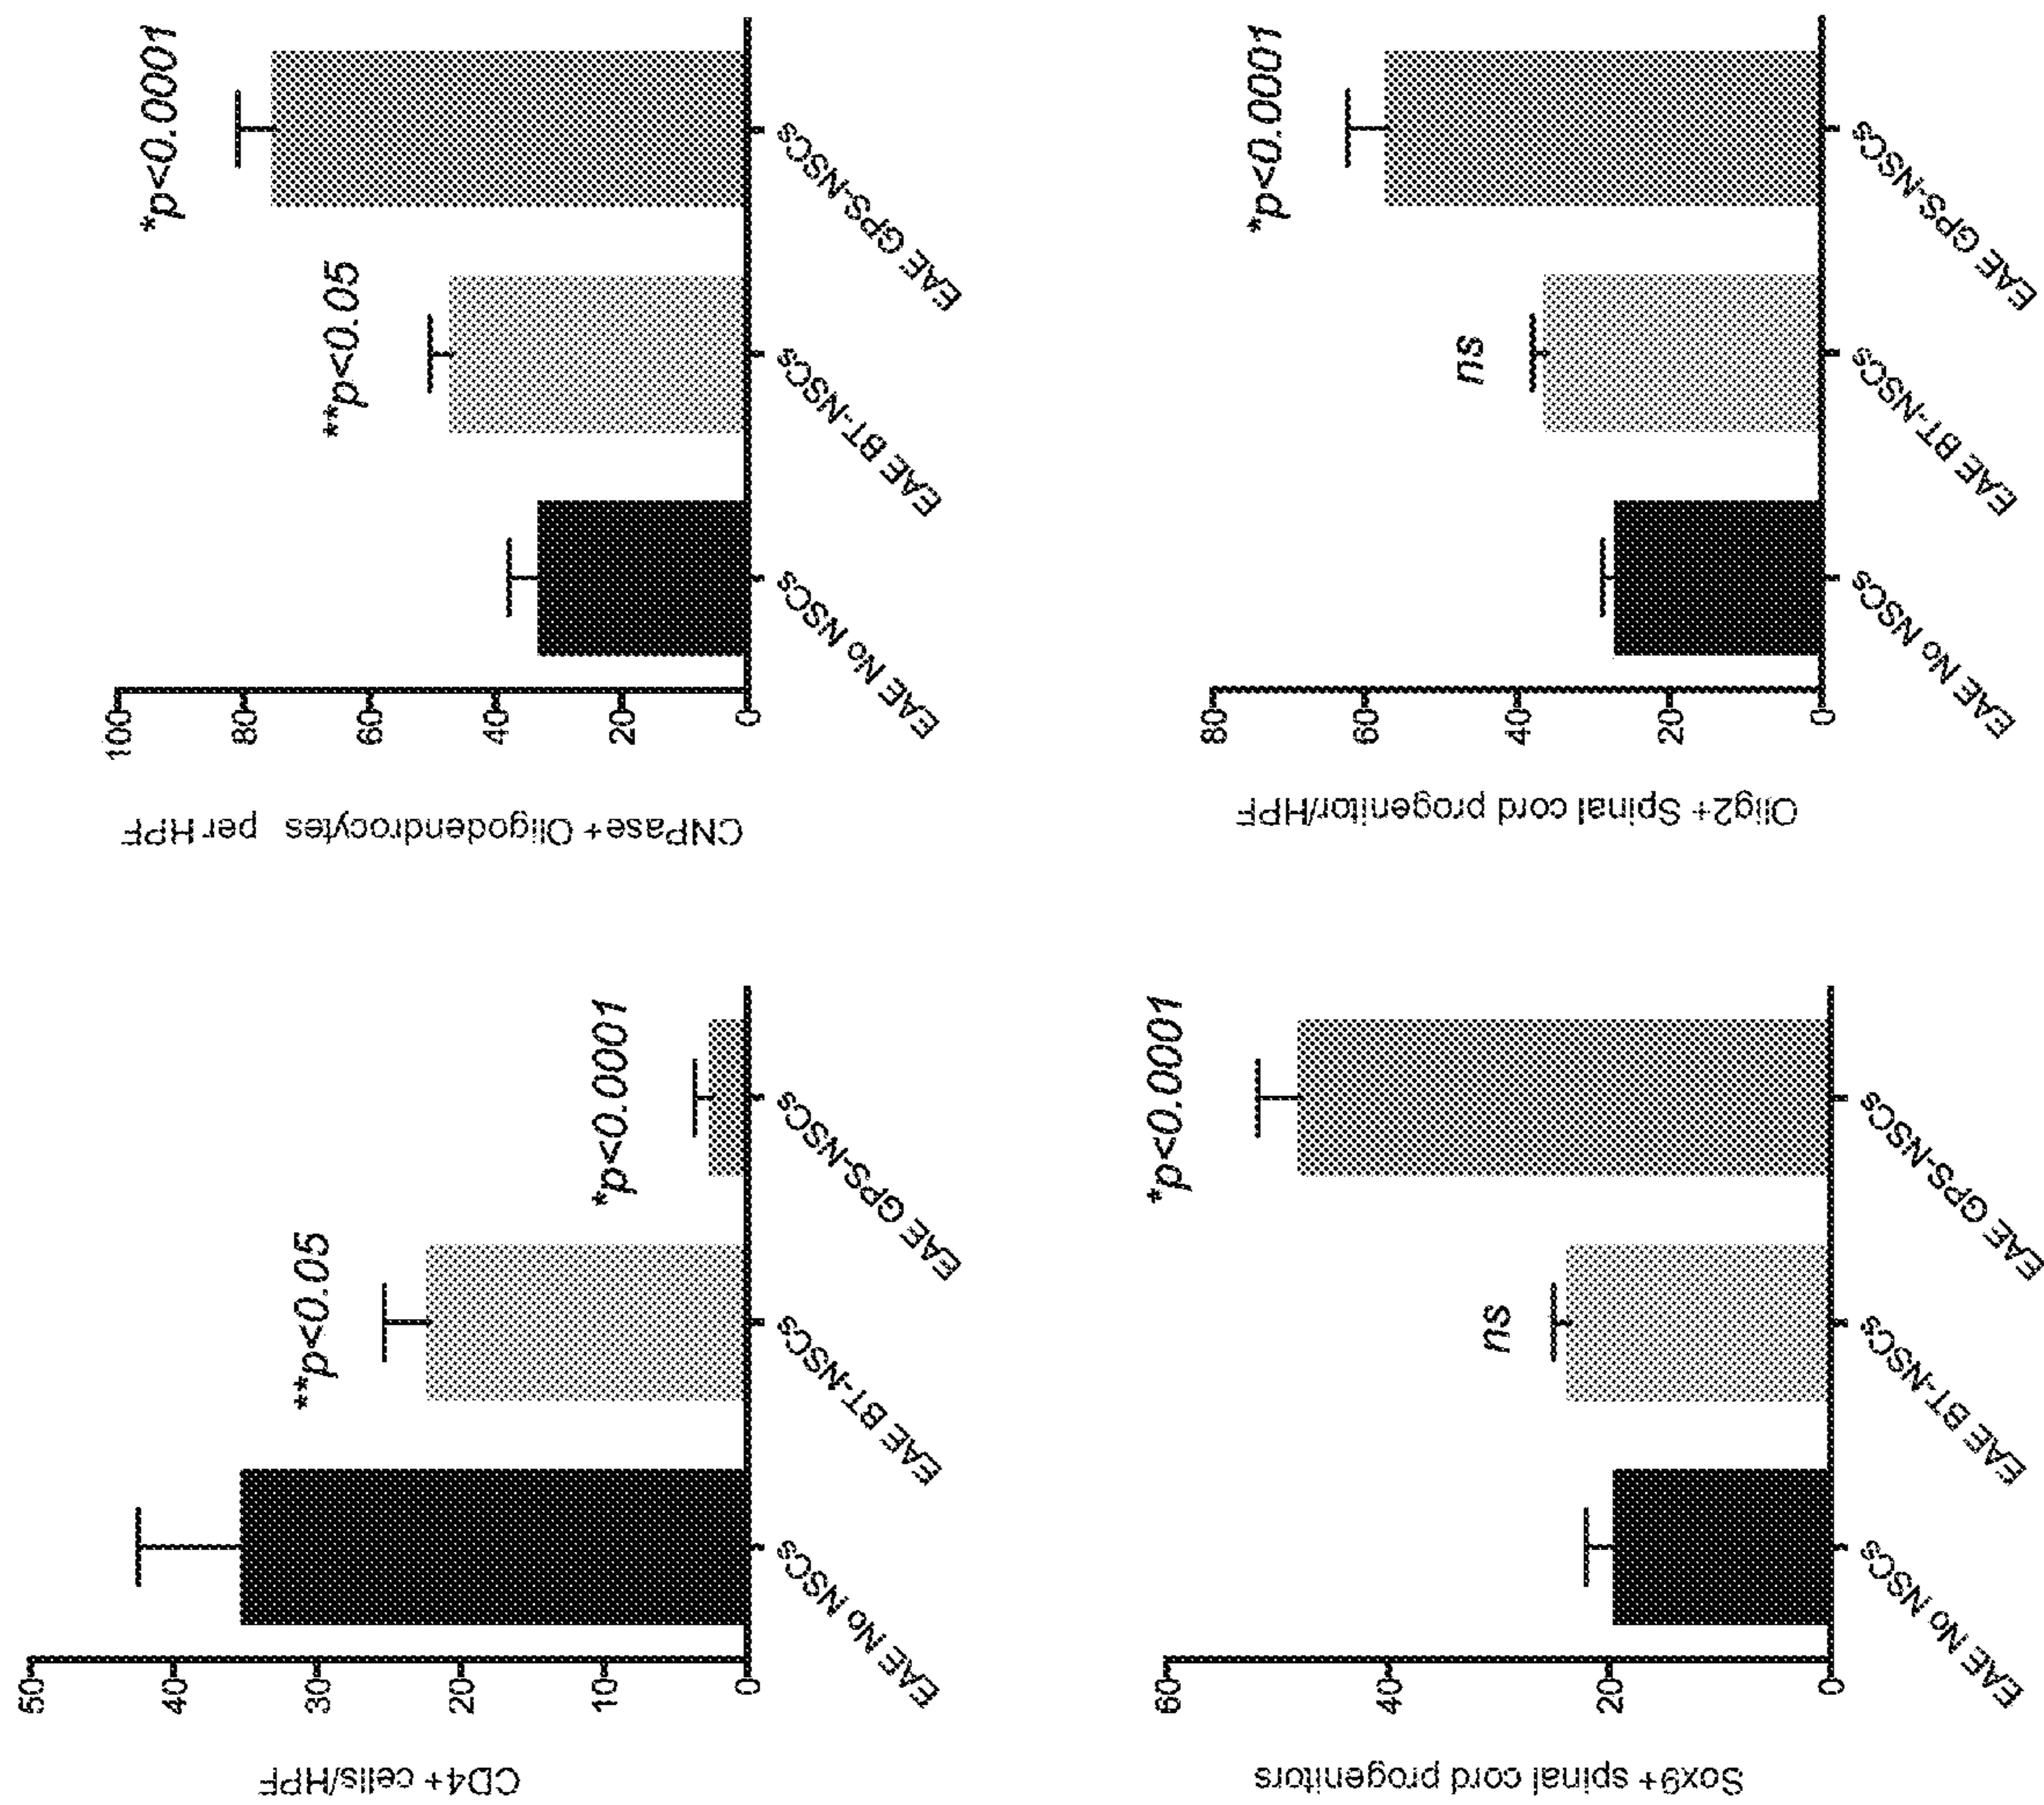 CD4+ cells/HPF
50
40
30
20
10
0
**p<0.05
*p<0.0001
EAE No NSCs
EAE BT-NSCs
EAE GPS-NSCs
CNPase+ Oligodendrocytes per HPF
100
80
60
40
20
0
**p<0.05
*p<0.0001
EAE No NSCs
EAE BT-NSCs
EAE GPS-NSCs
Sox9+ spinal cord progenitors
60
40
20
0
ns
*p<0.0001
EAE No NSCs
EAE BT-NSCs
EAE GPS-NSCs
Olig2+ Spinal cord progenitor/HPF
80
60
40
20
0
ns
*p<0.0001
EAE No NSCs
EAE BT-NSCs
EAE GPS-NSCs